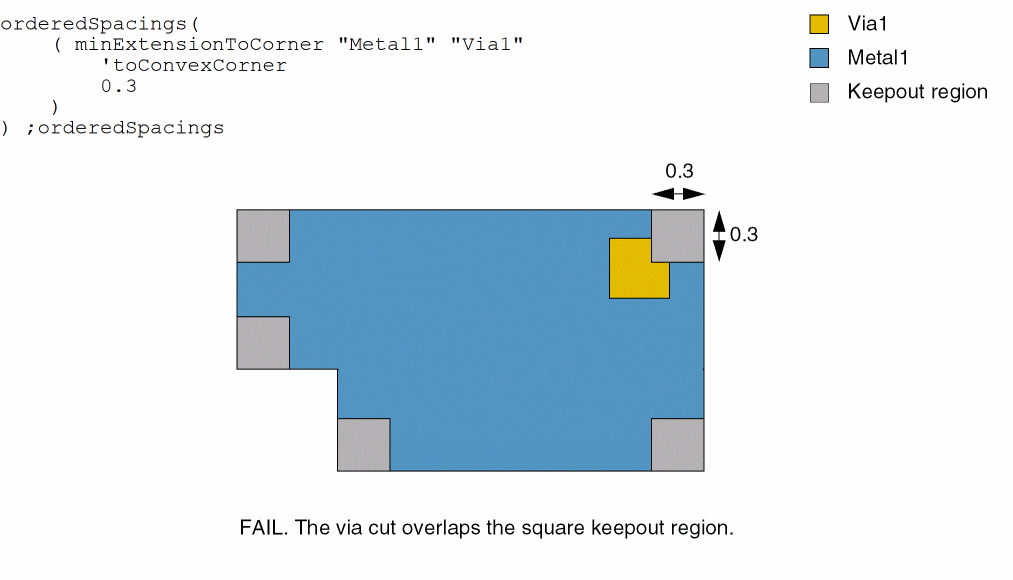 orderedSpacings(
    ( minExtensionToCorner "Metal1" "Via1"
        'toConvexCorner
        0.3
    )
) ;orderedSpacings
Via1
Metal1
Keepout region
0.3
0.3
FAIL. The via cut overlaps the square keepout region.